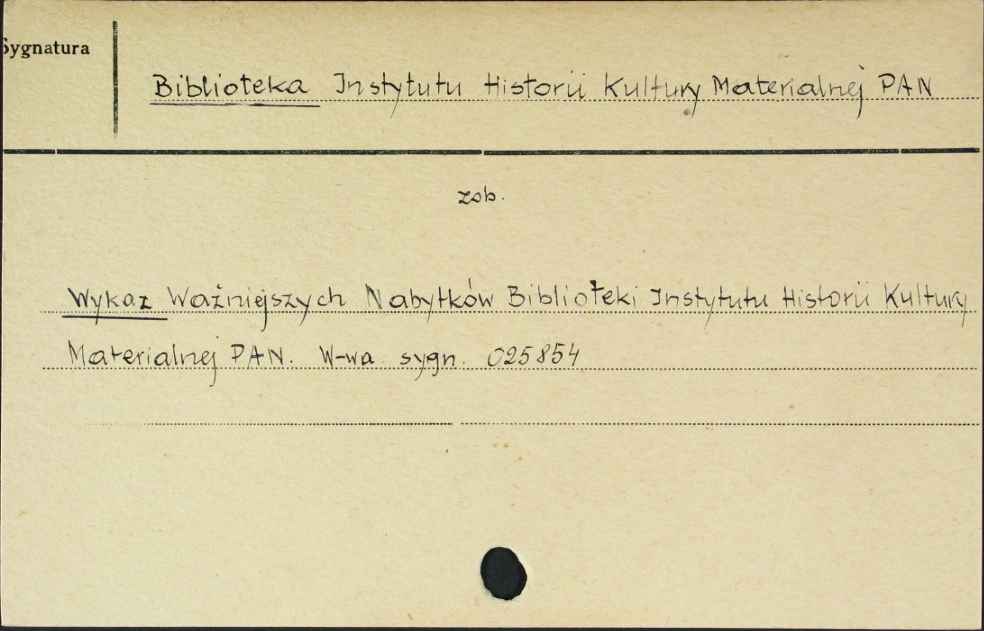 Sygnatura
Biblioteka Instytutu Historii Kultury Materialnej PAN
zob.
Wykaz Ważniejszych Nabytków Biblioteki Instytutu Historii Kultury
Materialnej PAN. W-wa sygn. 025854